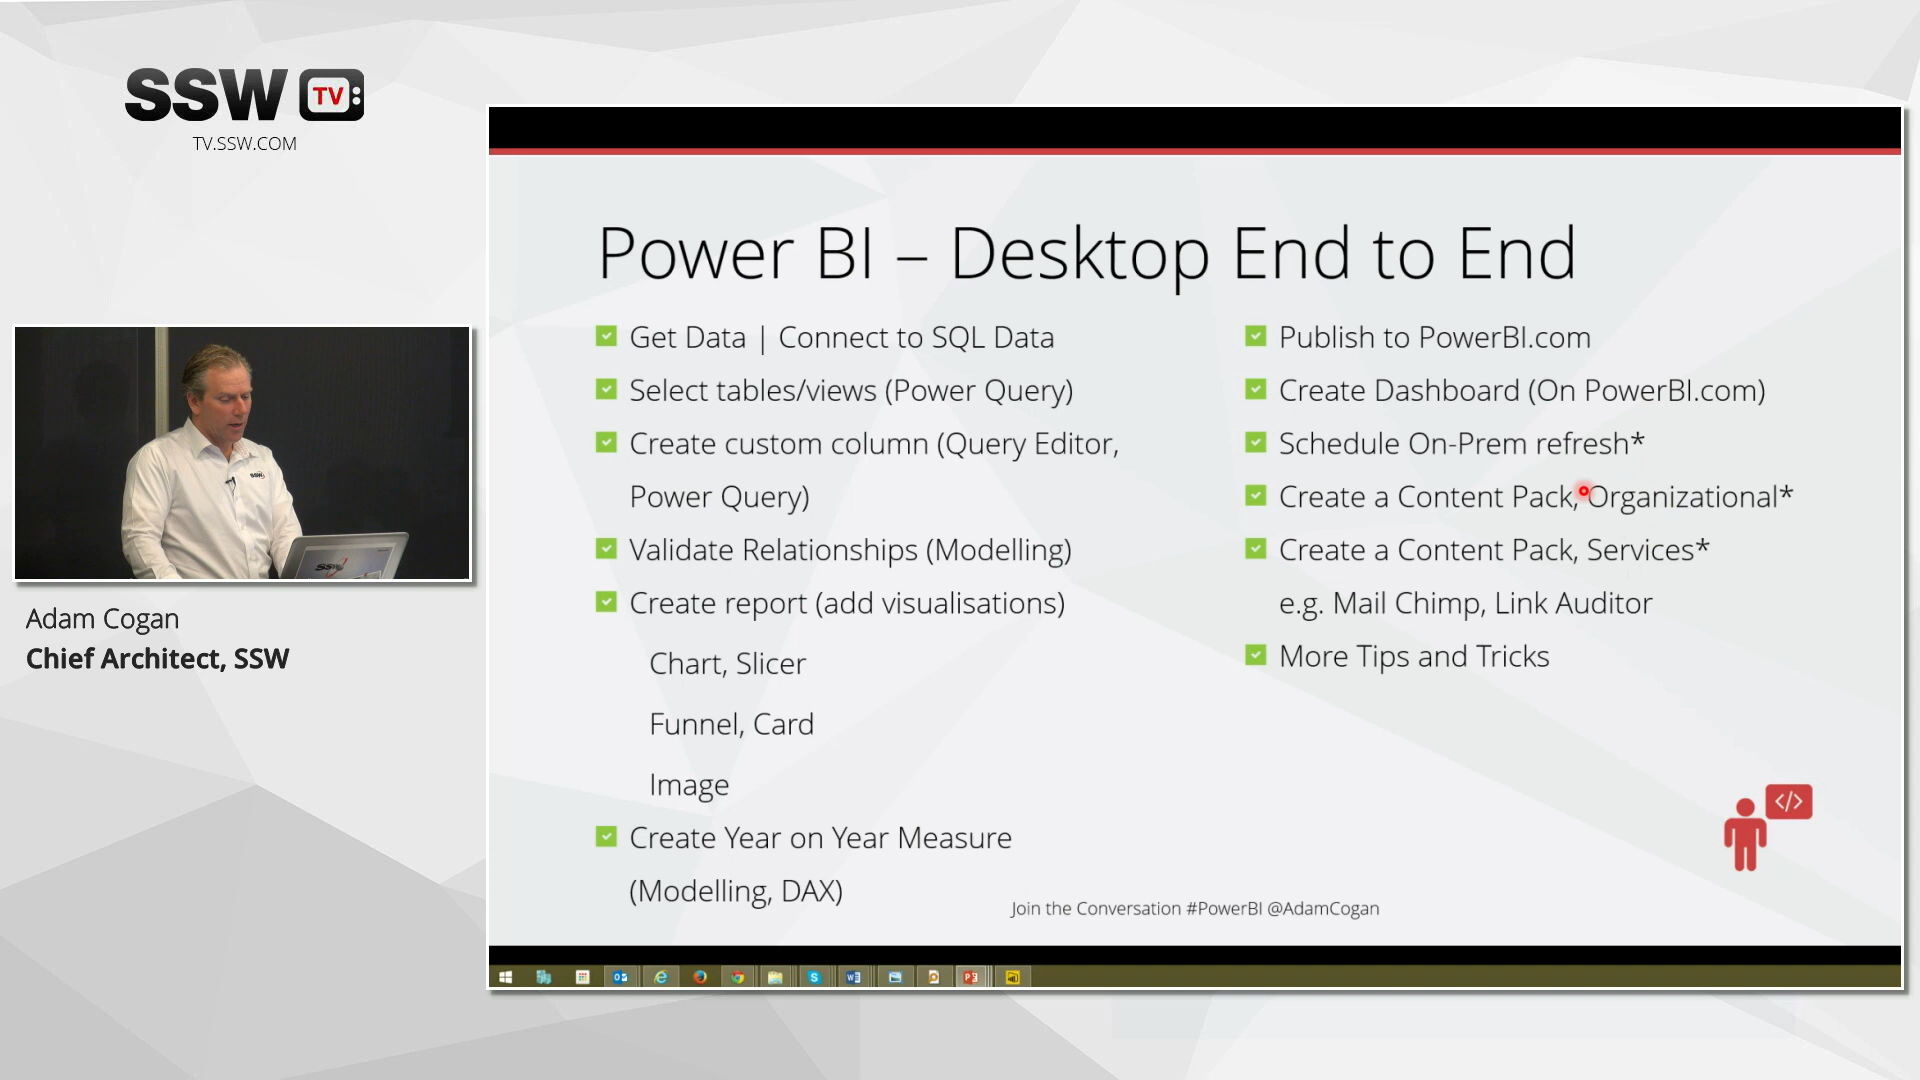 SSW TV
TV.SSW.COM
SSW
SSW
Adam Cogan
Chief Architect, SSW
Power BI – Desktop End to End
Get Data | Connect to SQL Data
Select tables/views (Power Query)
Create custom column (Query Editor,
Power Query)
Validate Relationships (Modelling)
Create report (add visualisations)
Chart, Slicer
Funnel, Card
Image
Create Year on Year Measure
(Modelling, DAX)
Publish to PowerBI.com
Create Dashboard (On PowerBI.com)
Schedule On-Prem refresh*
Create a Content Pack, Organizational*
Create a Content Pack, Services*
e.g. Mail Chimp, Link Auditor
More Tips and Tricks
</>
Join the Conversation #PowerBI @AdamCogan